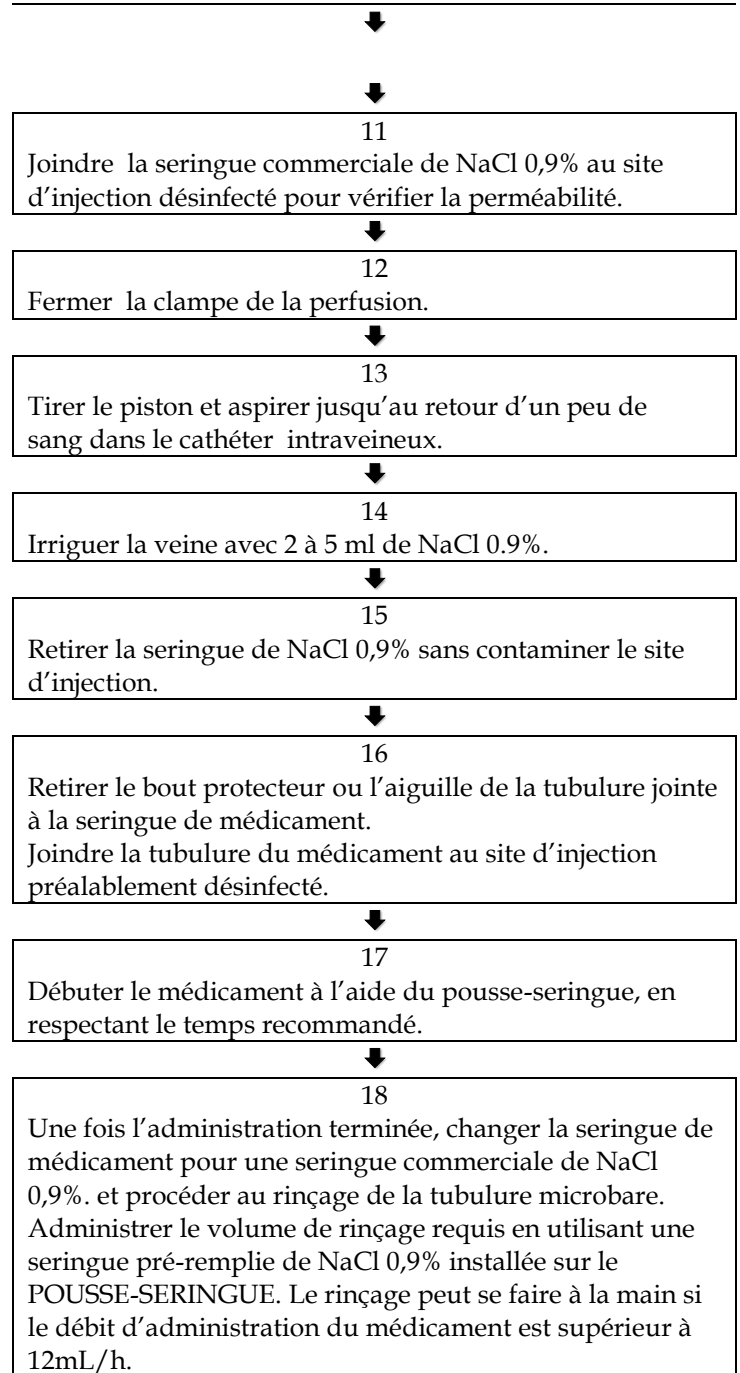 11
Joindre la seringue commerciale de NaCl 0,9% au site
d’injection désinfecté pour vérifier la perméabilité.
12
Fermer la clampe de la perfusion.
13
Tirer le piston et aspirer jusqu’au retour d’un peu de
sang dans le cathéter intraveineux.
14
Irriguer la veine avec 2 à 5 ml de NaCl 0.9%.
15
Retirer la seringue de NaCl 0,9% sans contaminer le site
d’injection.
16
Retirer le bout protecteur ou l’aiguille de la tubulure jointe
à la seringue de médicament.
Joindre la tubulure du médicament au site d’injection
préalablement désinfecté.
17
Débuter le médicament à l’aide du pousse-seringue, en
respectant le temps recommandé.
18
Une fois l’administration terminée, changer la seringue de
médicament pour une seringue commerciale de NaCl
0,9%. et procéder au rinçage de la tubulure microbare.
Administrer le volume de rinçage requis en utilisant une
seringue pré-remplie de NaCl 0,9% installée sur le
POUSSE-SERINGUE. Le rinçage peut se faire à la main si
le débit d’administration du médicament est supérieur à
12mL/h.